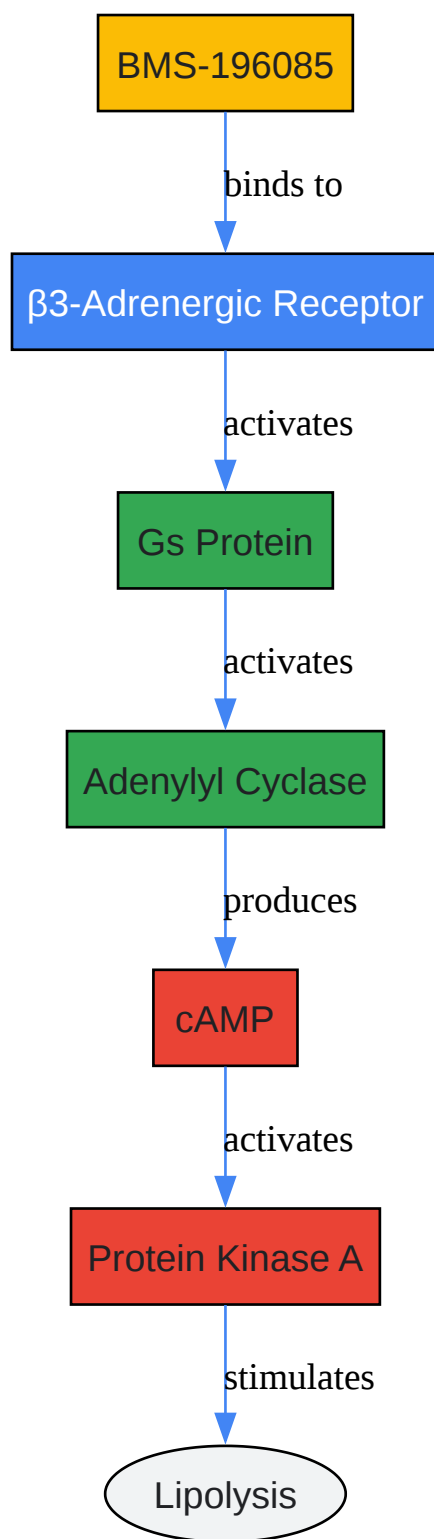 BMS-196085
binds to
β3-Adrenergic Receptor
activates
Gs Protein
activates
Adenylyl Cyclase
produces
cAMP
activates
Protein Kinase A
stimulates
Lipolysis